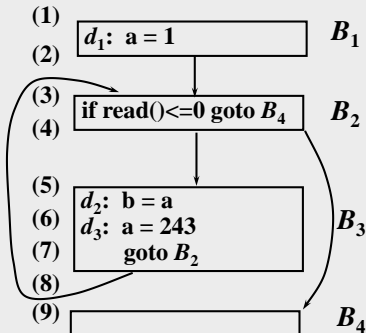 (1)
d₁: a = 1 B₁
(2)
(3)
if read()<=0 goto B₄ B₂
(4)
(5)
d₂: b = a
(6) B₃
d₃: a = 243
(7) goto B₂
(8)
(9) B₄